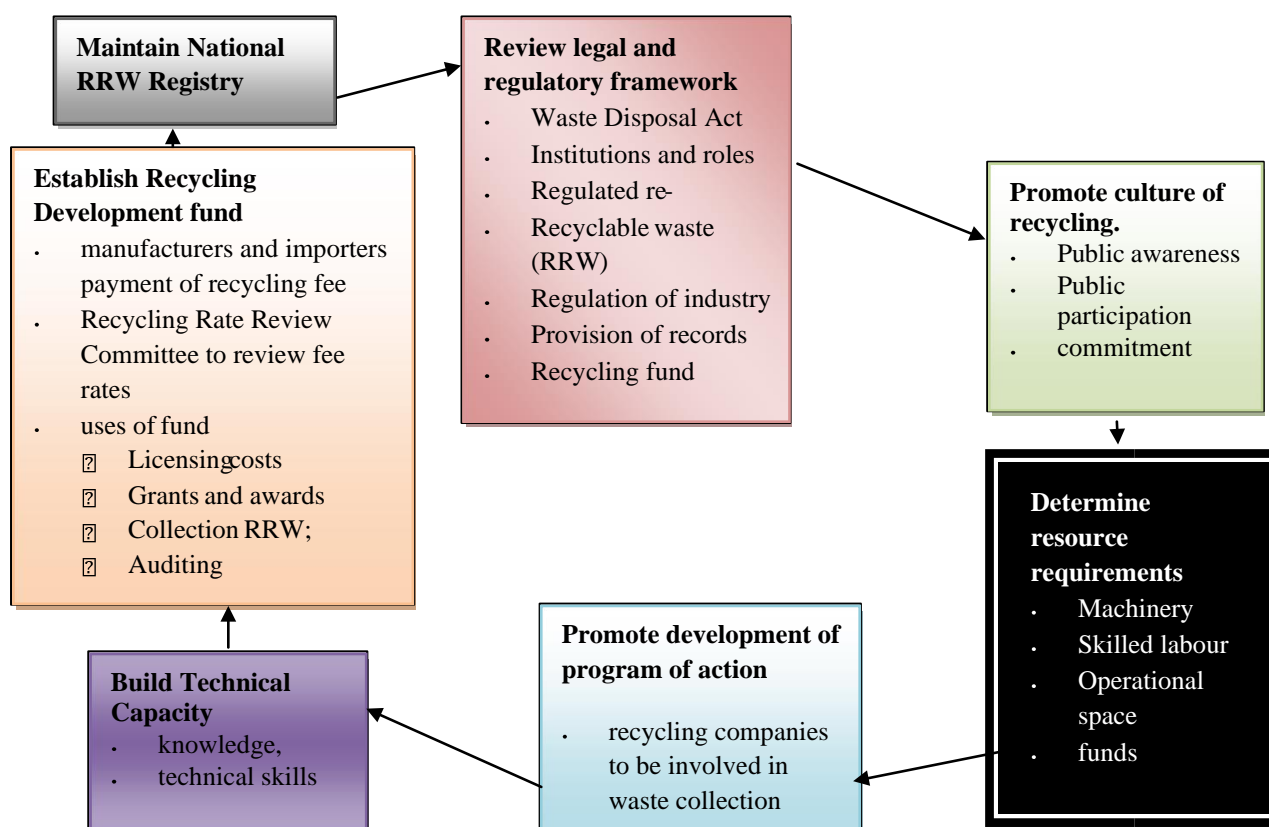 Maintain National
RRW Registry
Review legal and
regulatory framework
. Waste Disposal Act
. Institutions and roles
. Regulated re-
. Recyclable waste
(RRW)
. Regulation of industry
. Provision of records
. Recycling fund
Promote culture of
recycling.
. Public awareness
. Public
participation
. commitment
Determine
resource
requirements
. Machinery
. Skilled labour
. Operational
space
. funds
Promote development of
program of action
. recycling companies
to be involved in
waste collection
Build Technical
Capacity
. knowledge,
. technical skills
Establish Recycling
Development fund
. manufacturers and importers
payment of recycling fee
. Recycling Rate Review
Committee to review fee
rates
. uses of fund
? Licensingcosts
? Grants and awards
? Collection RRW;
? Auditing